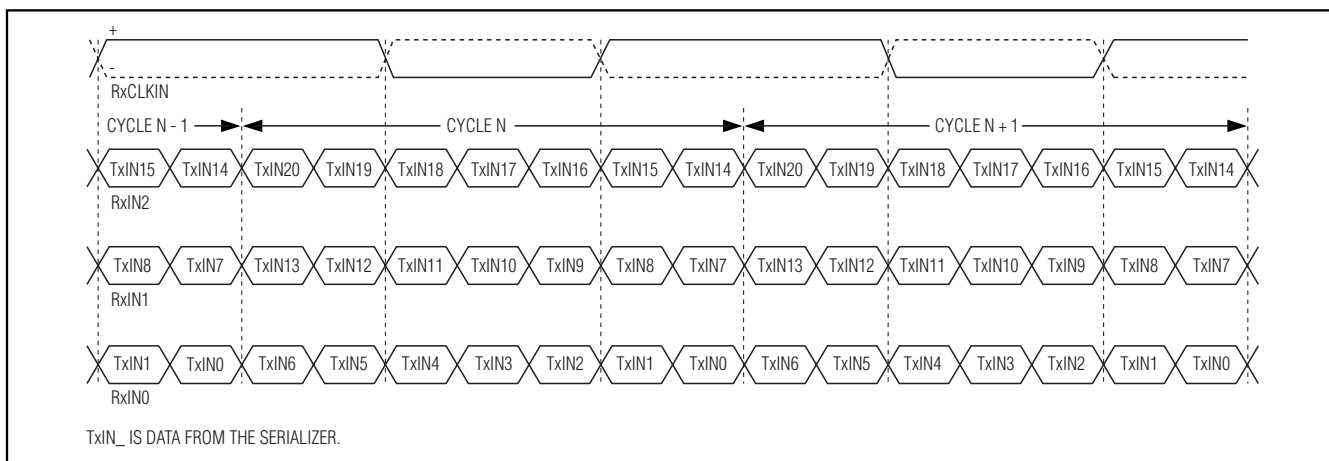 +
-
RxCLKIN
CYCLE N - 1 CYCLE N CYCLE N + 1
TxIN15 TxIN14 TxIN20 TxIN19 TxIN18 TxIN17 TxIN16 TxIN15 TxIN14 TxIN20 TxIN19 TxIN18 TxIN17 TxIN16 TxIN15 TxIN14
RxIN2
TxIN8 TxIN7 TxIN13 TxIN12 TxIN11 TxIN10 TxIN9 TxIN8 TxIN7 TxIN13 TxIN12 TxIN11 TxIN10 TxIN9 TxIN8 TxIN7
RxIN1
TxIN1 TxIN0 TxIN6 TxIN5 TxIN4 TxIN3 TxIN2 TxIN1 TxIN0 TxIN6 TxIN5 TxIN4 TxIN3 TxIN2 TxIN1 TxIN0
RxIN0
TxIN_ IS DATA FROM THE SERIALIZER.